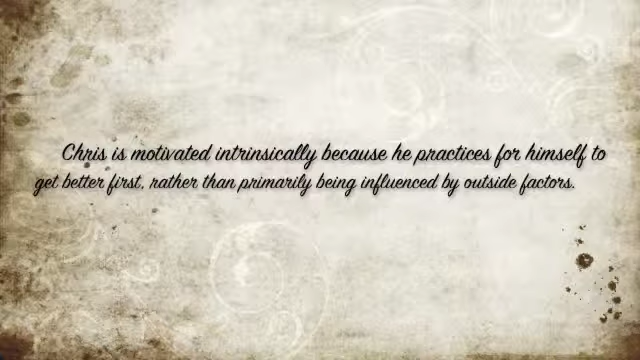 Chris is motivated intrinsically because he practices for himself to
get better first, rather than primarily being influenced by outside factors.